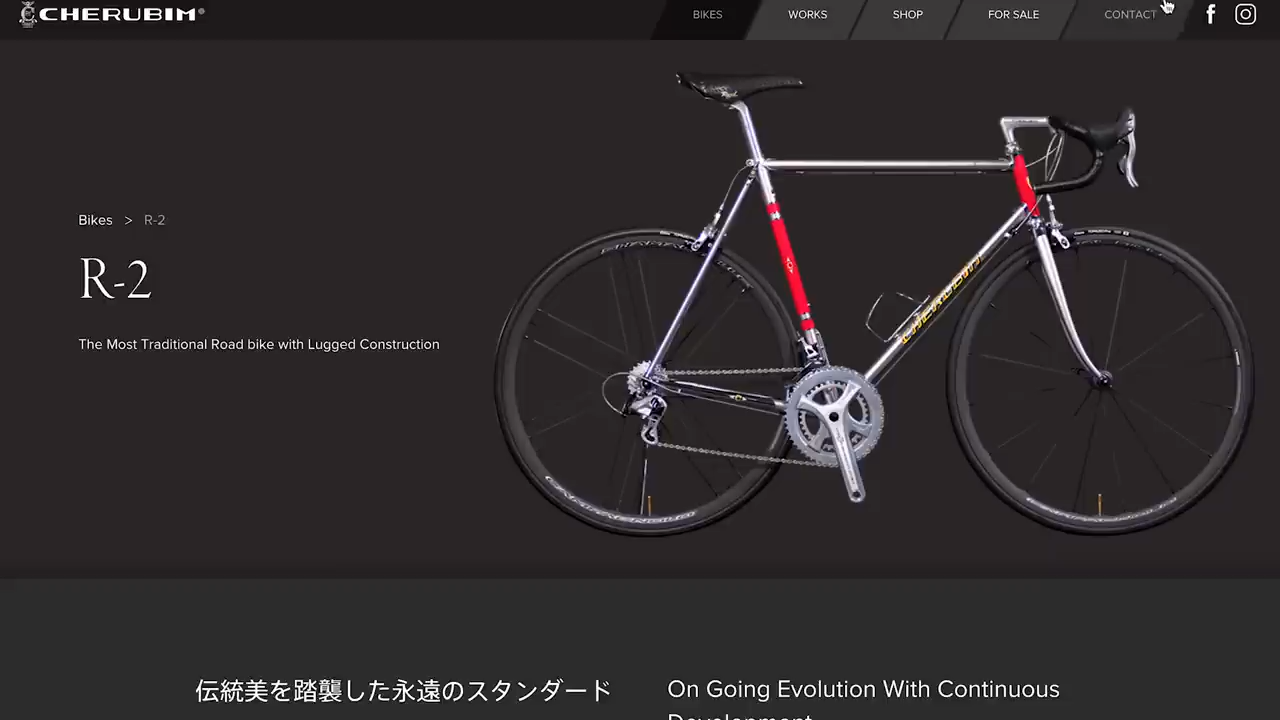 CHERUBIM
BIKES
WORKS
SHOP
FOR SALE
CONTACT
Bikes > R-2
R-2
The Most Traditional Road bike with Lugged Construction
CHERUBIM
伝統美を踏襲した永遠のスタンダード
On Going Evolution With Continuous
Development